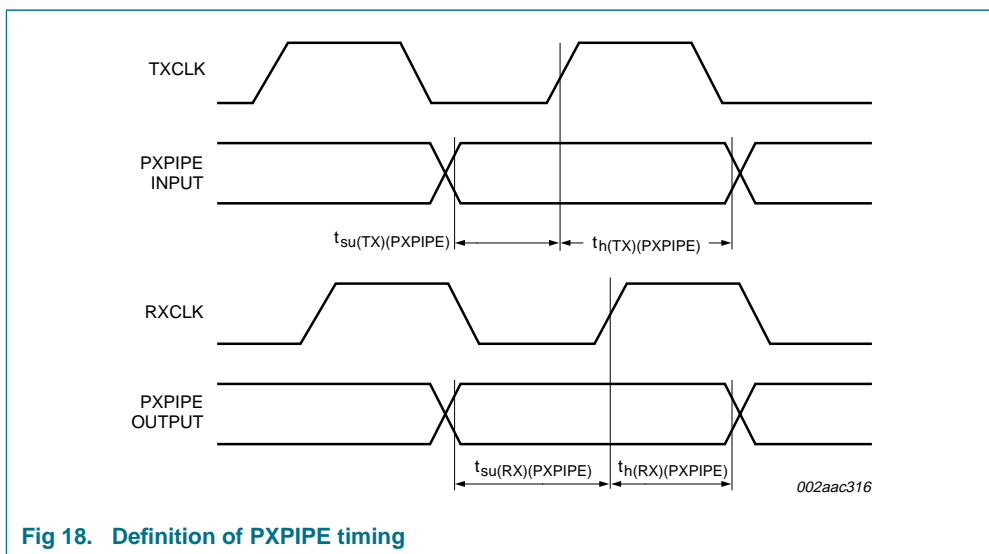 TXCLK
PXPIPE
INPUT
tsu(TX)(PXPIPE)
th(TX)(PXPIPE)
RXCLK
PXPIPE
OUTPUT
tsu(RX)(PXPIPE)
th(RX)(PXPIPE)
002aac316
Fig 18. Definition of PXPIPE timing